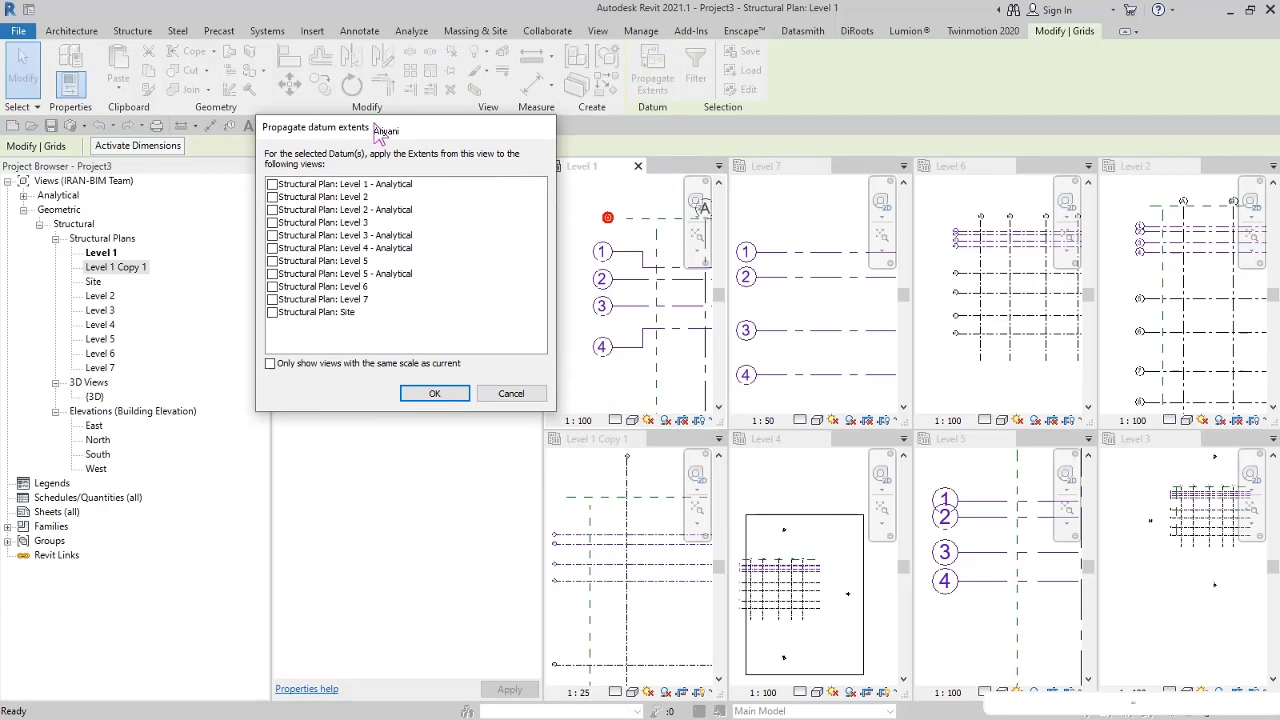 Autodesk Revit 2021.1 - Project3 - Structural Plan: Level 1
Sign In
File Architecture Structure Steel Precast Systems Insert Annotate Analyze Massing & Site Collaborate View Manage Add-Ins Enscape™ Datasmith DiRoots Lumion® Twinmotion 2020 Modify | Grids
Modify
Paste
Cope
Cut
Join
Propagate
Extents
Filter
Save
Load
Edit
Select Properties Clipboard Geometry Modify View Measure Create Datum Selection
Modify | Grids Activate Dimensions
Project Browser - Project3
Views (IRAN-BIM Team)
Analytical
Geometric
Structural
Structural Plans
Level 1
Level 1 Copy 1
Site
Level 2
Level 3
Level 4
Level 5
Level 6
Level 7
3D Views
{3D}
Elevations (Building Elevation)
East
North
South
West
Legends
Schedules/Quantities (all)
Sheets (all)
Families
Groups
Revit Links
Propagate datum extents
For the selected Datum(s), apply the Extents from this view to the
following views:
Structural Plan: Level 1 - Analytical
Structural Plan: Level 2
Structural Plan: Level 2 - Analytical
Structural Plan: Level 3
Structural Plan: Level 3 - Analytical
Structural Plan: Level 4 - Analytical
Structural Plan: Level 5
Structural Plan: Level 5 - Analytical
Structural Plan: Level 6
Structural Plan: Level 7
Structural Plan: Site
Only show views with the same scale as current
OK Cancel
Properties help Apply
Level 1
A
1
2
3
4
1 : 100
Level 7
1
2
3
4
1 : 50
Level 6
1 : 100
Level 2
1 : 100
Level 1 Copy 1
1 : 25
Level 4
1 : 100
Level 5
1
2
3
4
1 : 100
Level 3
1 : 100
Ready
:0
Main Model